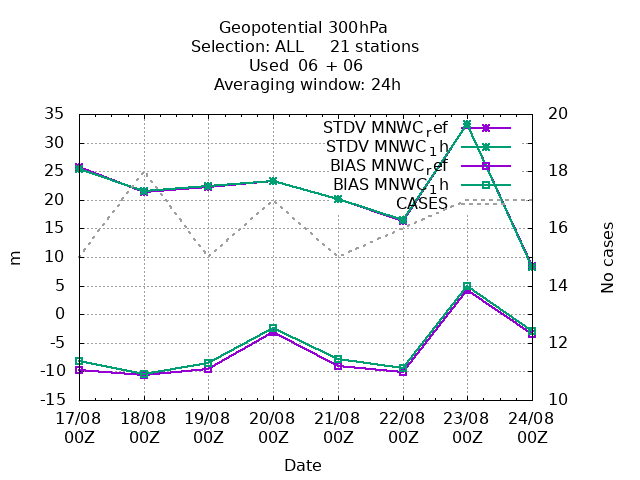 Geopotential 300hPa
Selection: ALL     21 stations
Used  06 + 06
Averaging window: 24h
35
30
25
20
15
10
5
0
-5
-10
-15
m
20
18
16
14
12
10
No cases
STDV MNWC_ref
STDV MNWC_1h
BIAS MNWC_ref
BIAS MNWC_1h
CASES
17/08 18/08 19/08 20/08 21/08 22/08 23/08 24/08
00Z 00Z 00Z 00Z 00Z 00Z 00Z 00Z
Date